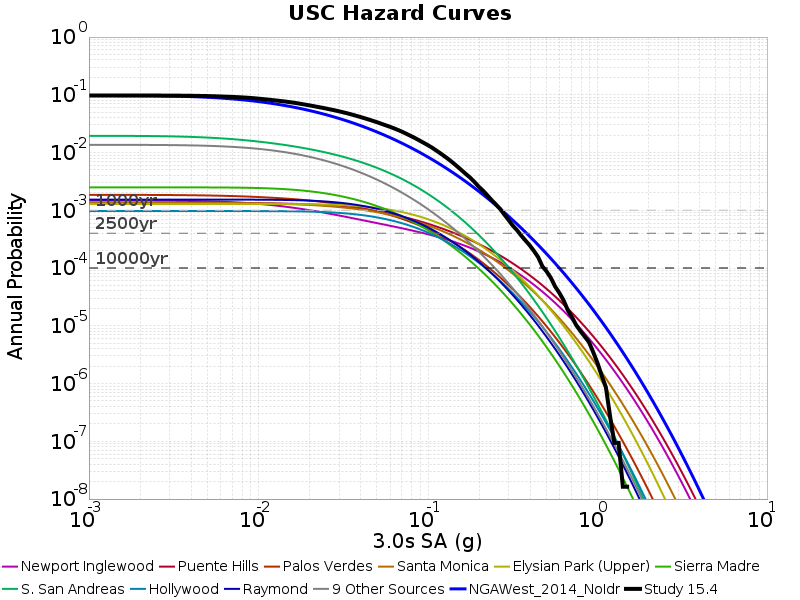 USC Hazard Curves
Annual Probability
10^0
10^-1
10^-2
10^-3
10^-4
10^-5
10^-6
10^-7
10^-8
1000yr
2500yr
10000yr
10^-3 10^-2 10^-1 10^0 10^1
3.0s SA (g)
Newport Inglewood Puente Hills Palos Verdes Santa Monica Elysian Park (Upper) Sierra Madre
S. San Andreas Hollywood Raymond 9 Other Sources NGAWest_2014_NoIdr Study 15.4